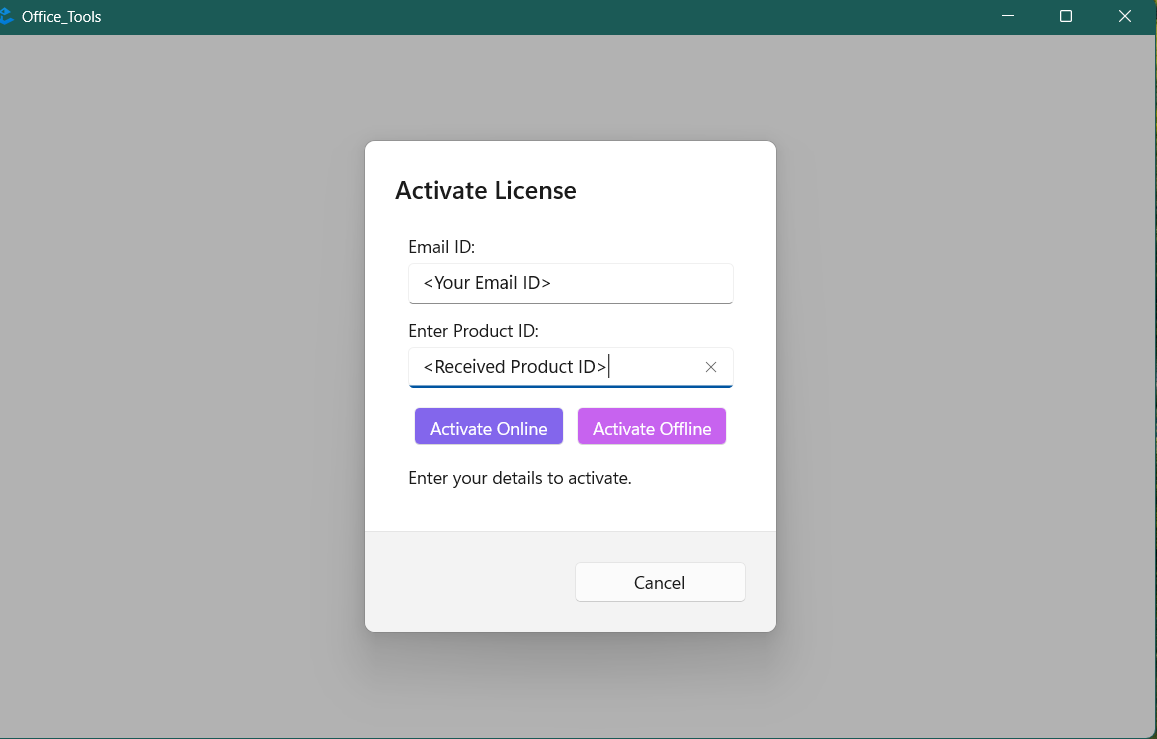 Office_Tools
Activate License
Email ID:
<Your Email ID>
Enter Product ID:
<Received Product ID>
Activate Online Activate Offline
Enter your details to activate.
Cancel